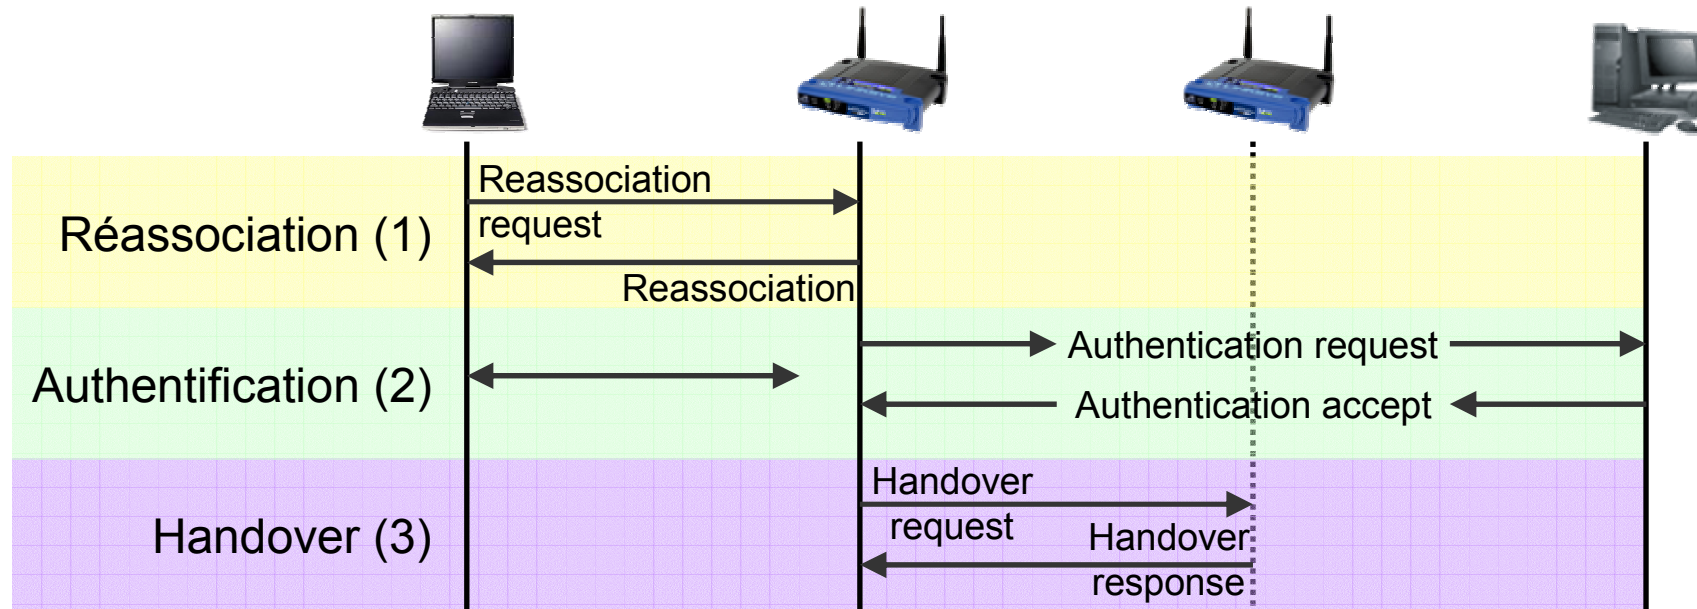 Réassociation (1)
Reassociation
request
Reassociation
Authentification (2)
Authentication request
Authentication accept
Handover (3)
Handover
request
Handover
response